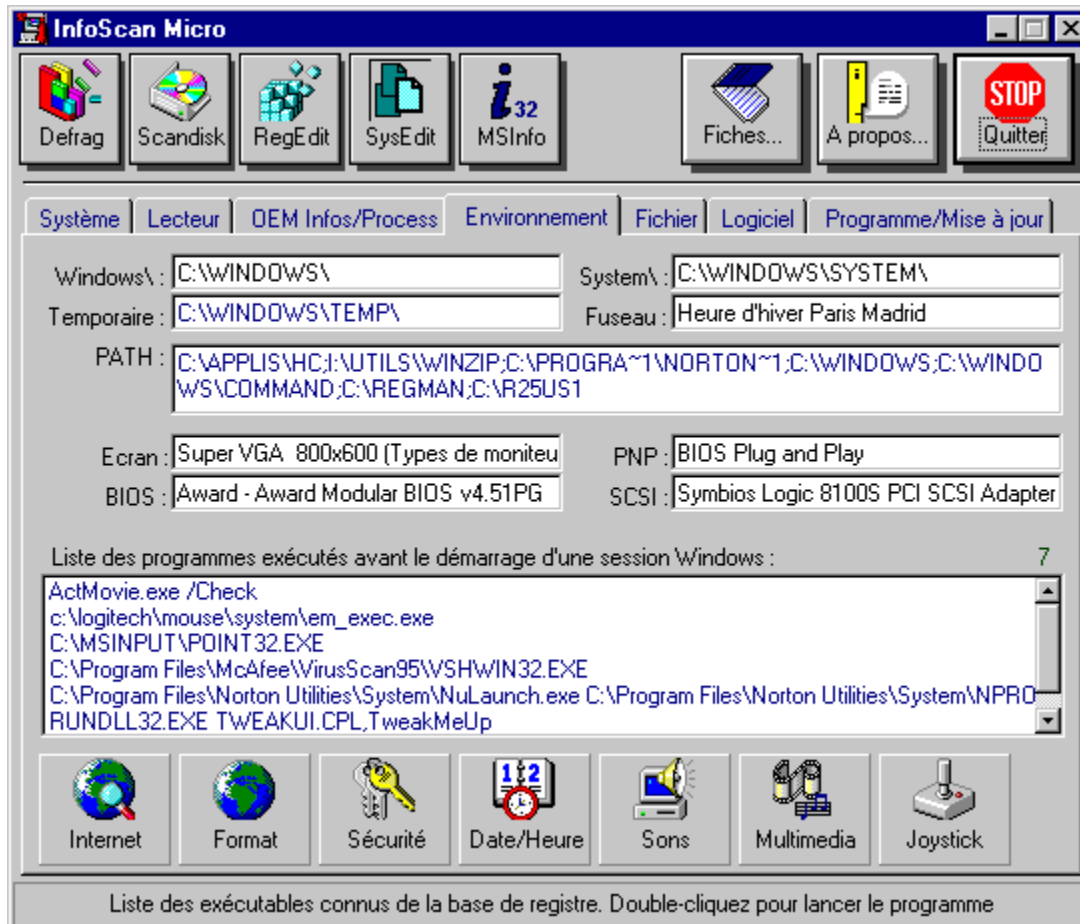 InfoScan Micro
Defrag
Scandisk
RegEdit
SysEdit
32
MSInfo
Fiches...
A propos...
STOP
Quitter
Système
Lecteur
OEM Infos/Process
Environnement
Fichier
Logiciel
Programme/Mise à jour
Windows\ : C:\WINDOWS\
System\ : C:\WINDOWS\SYSTEM\
Temporaire : C:\WINDOWS\TEMP\
Fuseau : Heure d'hiver Paris Madrid
PATH : C:\APPLIS\HC;I:\UTILS\WINZIP;C:\PROGRA~1\NORTON~1;C:\WINDOWS;C:\WINDO
WS\COMMAND;C:\REGMAN;C:\R25US1
Ecran : Super VGA 800x600 (Types de moniteu
PNP : BIOS Plug and Play
BIOS : Award - Award Modular BIOS v4.51PG
SCSI : Symbios Logic 8100S PCI SCSI Adapter
Liste des programmes exécutés avant le démarrage d'une session Windows : 7
ActMovie.exe /Check
c:\logitech\mouse\system\em_exec.exe
C:\MSINPUT\POINT32.EXE
C:\Program Files\McAfee\VirusScan95\VSHWIN32.EXE
C:\Program Files\Norton Utilities\System\NuLaunch.exe C:\Program Files\Norton Utilities\System\NPRO
RUNDLL32.EXE TWEAKUI.CPL,TweakMeUp
1 2
Internet
Format
Sécurité
Date/Heure
Sons
Multimedia
Joystick
Liste des exécutables connus de la base de registre. Double-cliquez pour lancer le programme